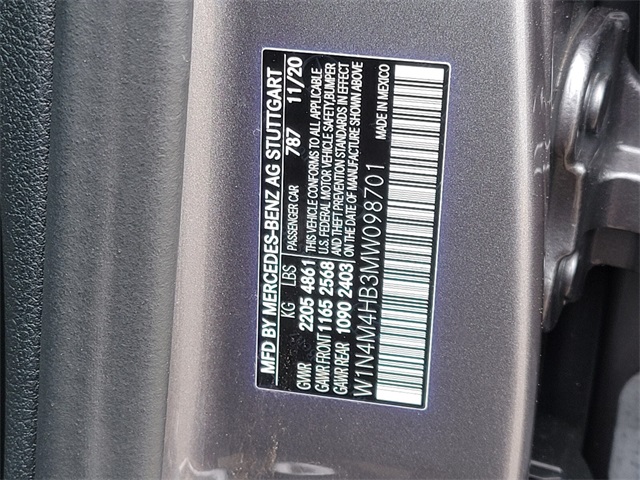 MFD BY MERCEDES-BENZ AG STUTTGART
KG LBS PASSENGER CAR 787 11/20
GVWR 2205 4861 THIS VEHICLE CONFORMS TO ALL APPLICABLE
GAWR FRONT 1165 2568 U.S. FEDERAL MOTOR VEHICLE SAFETY, BUMPER
GAWR REAR 1090 2403 AND THEFT PREVENTION STANDARDS IN EFFECT
ON THE DATE OF MANUFACTURE SHOWN ABOVE
W1N4M4HB3MW098701 MADE IN MEXICO